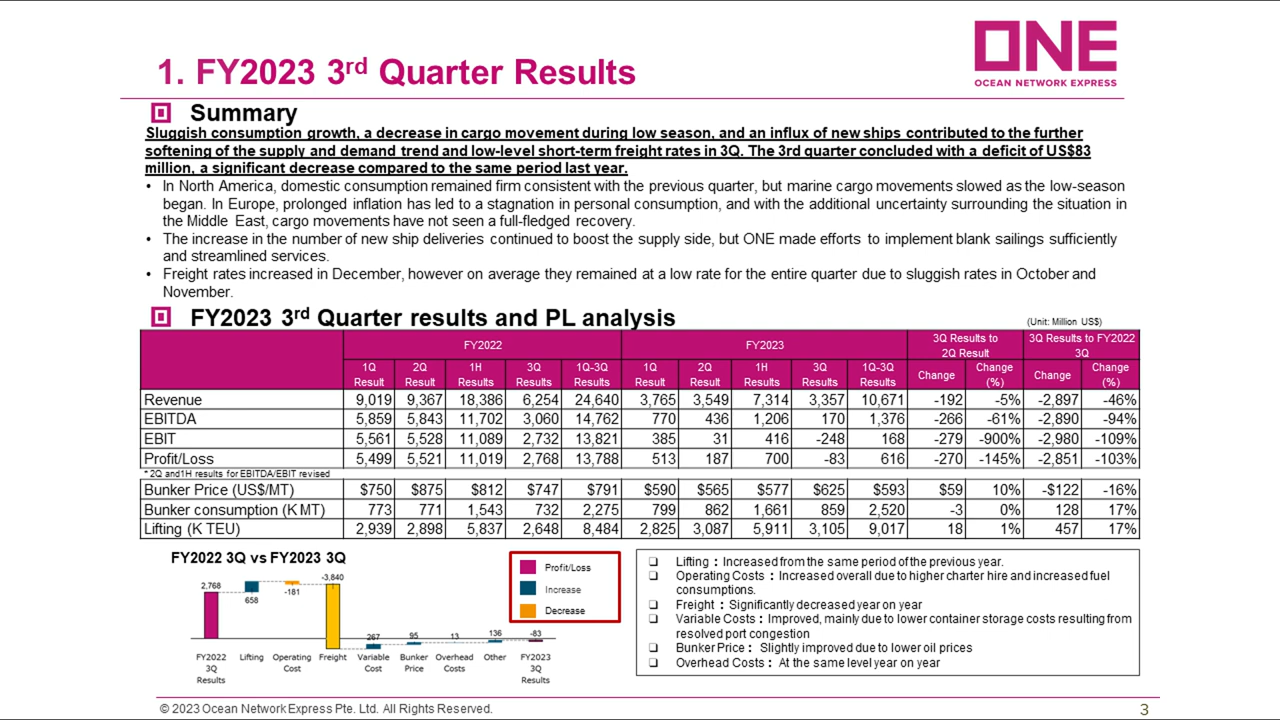 ONE
OCEAN NETWORK EXPRESS
1. FY2023 3rd Quarter Results
Summary
Sluggish consumption growth, a decrease in cargo movement during low season, and an influx of new ships contributed to the further
softening of the supply and demand trend and low-level short-term freight rates in 3Q. The 3rd quarter concluded with a deficit of US$83
million, a significant decrease compared to the same period last year.
• In North America, domestic consumption remained firm consistent with the previous quarter, but marine cargo movements slowed as the low-season
began. In Europe, prolonged inflation has led to a stagnation in personal consumption, and with the additional uncertainty surrounding the situation in
the Middle East, cargo movements have not seen a full-fledged recovery.
• The increase in the number of new ship deliveries continued to boost the supply side, but ONE made efforts to implement blank sailings sufficiently
and streamlined services.
• Freight rates increased in December, however on average they remained at a low rate for the entire quarter due to sluggish rates in October and
November.
FY2023 3rd Quarter results and PL analysis
(Unit: Million US$)
FY2022 FY2023 3Q Results to 2Q Result 3Q Results to FY2022 3Q
1Q Result 2Q Result 1H Results 3Q Results 1Q-3Q Results 1Q Result 2Q Result 1H Results 3Q Results 1Q-3Q Results Change Change (%) Change Change (%)
Revenue 9,019 9,367 18,386 6,254 24,640 3,765 3,549 7,314 3,357 10,671 -192 -5% -2,897 -46%
EBITDA 5,859 5,843 11,702 3,060 14,762 770 436 1,206 170 1,376 -266 -61% -2,890 -94%
EBIT 5,561 5,528 11,089 2,732 13,821 385 31 416 -248 168 -279 -900% -2,980 -109%
Profit/Loss 5,499 5,521 11,019 2,768 13,788 513 187 700 -83 616 -270 -145% -2,851 -103%
* 2Q and1H results for EBITDA/EBIT revised
Bunker Price (US$/MT) $750 $875 $812 $747 $791 $590 $565 $577 $625 $593 $59 10% -$122 -16%
Bunker consumption (K MT) 773 771 1,543 732 2,275 799 862 1,661 859 2,520 -3 0% 128 17%
Lifting (K TEU) 2,939 2,898 5,837 2,648 8,484 2,825 3,087 5,911 3,105 9,017 18 1% 457 17%
FY2022 3Q vs FY2023 3Q
Profit/Loss
Increase
Decrease
2,768 658 -181 -3,840 267 95 13 136 -83
FY2022 3Q Results Lifting Operating Cost Freight Variable Cost Bunker Price Overhead Costs Other FY2023 3Q Results
❑ Lifting：Increased from the same period of the previous year.
❑ Operating Costs：Increased overall due to higher charter hire and increased fuel
consumptions.
❑ Freight：Significantly decreased year on year
❑ Variable Costs：Improved, mainly due to lower container storage costs resulting from
resolved port congestion
❑ Bunker Price： Slightly improved due to lower oil prices
❑ Overhead Costs： At the same level year on year
© 2023 Ocean Network Express Pte. Ltd. All Rights Reserved.
3